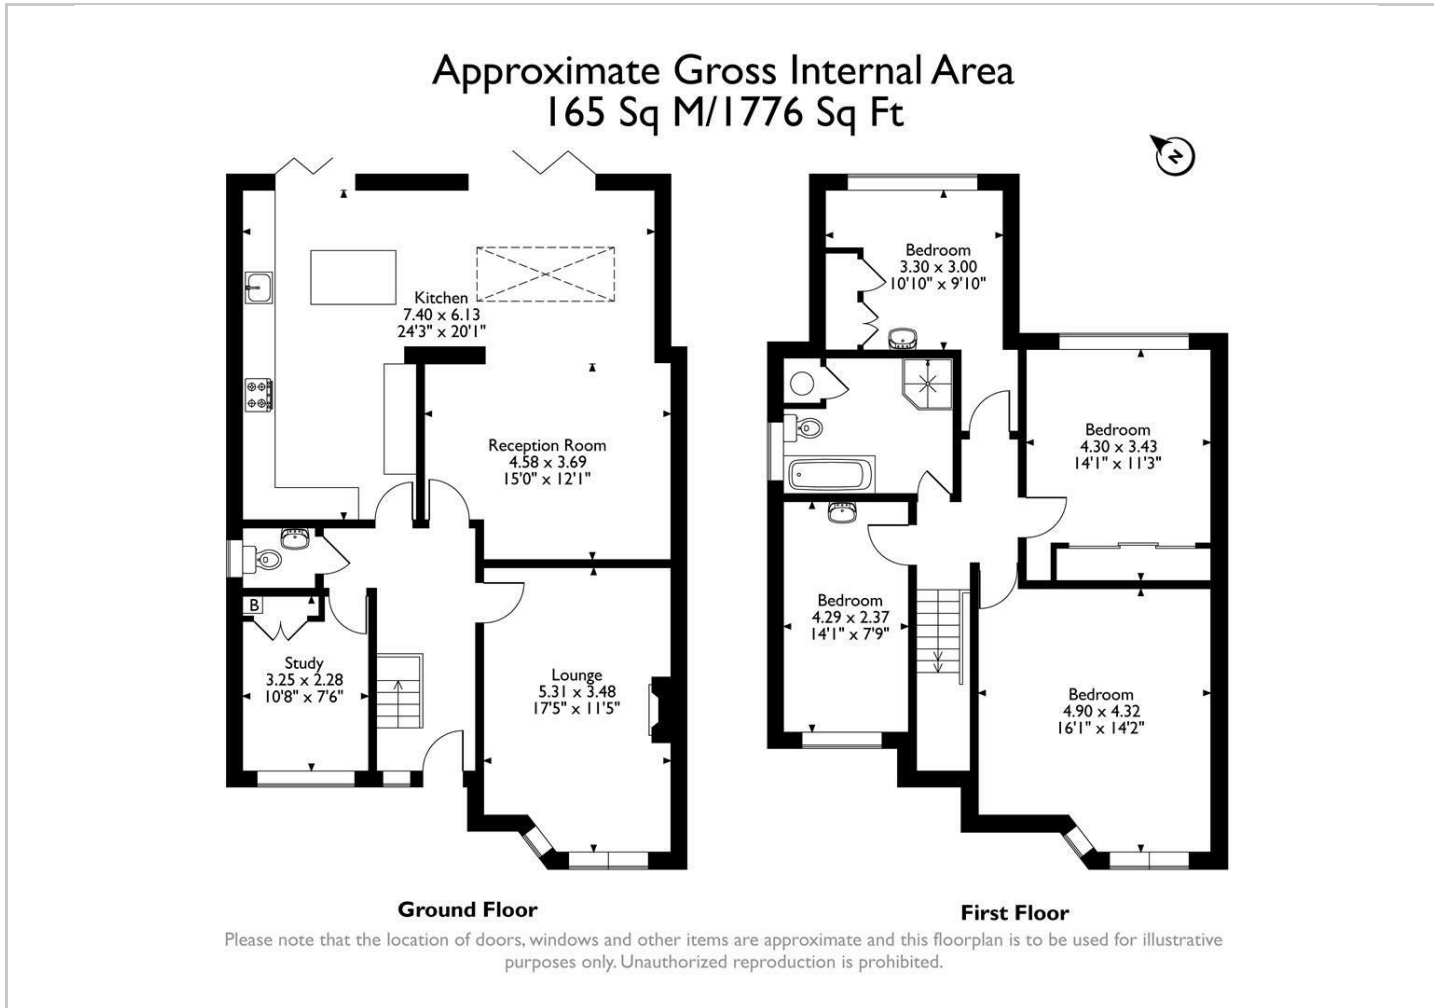 Approximate Gross Internal Area
165 Sq M/1776 Sq Ft
N
Kitchen
7.40 x 6.13
24'3" x 20'1"
Reception Room
4.58 x 3.69
15'0" x 12'1"
B
Study
3.25 x 2.28
10'8" x 7'6"
Lounge
5.31 x 3.48
17'5" x 11'5"
Ground Floor
Bedroom
3.30 x 3.00
10'10" x 9'10"
Bedroom
4.30 x 3.43
14'1" x 11'3"
Bedroom
4.29 x 2.37
14'1" x 7'9"
Bedroom
4.90 x 4.32
16'1" x 14'2"
First Floor
Please note that the location of doors, windows and other items are approximate and this floorplan is to be used for illustrative
purposes only. Unauthorized reproduction is prohibited.